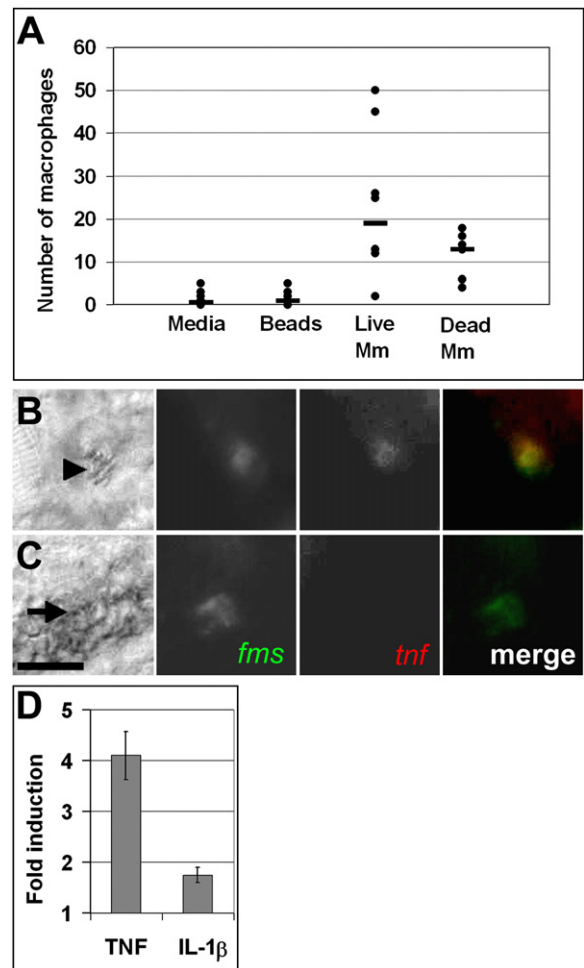 A
60
50
40
30
20
10
0
Number of macrophages
Media
Beads
Live
Mm
Dead
Mm
B
C
fms
tnf
merge
D
5
4
3
2
1
Fold induction
TNF
IL-1β